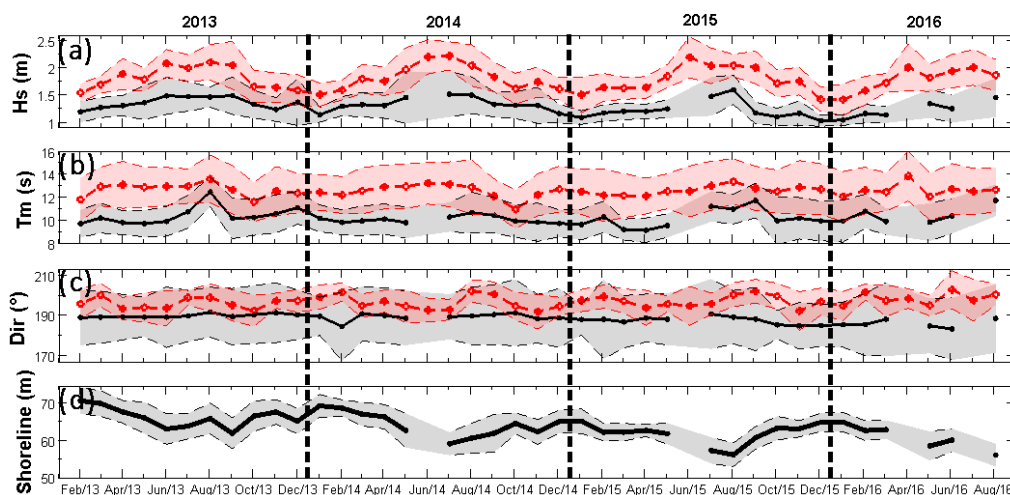 2013 2014 2015 2016
(a)
Hs (m)
2.5
2
1.5
1
(b)
Tm (s)
16
14
12
10
8
(c)
Dir (°)
210
190
170
(d)
Shoreline (m)
70
60
50
Feb/13 Apr/13 Jun/13 Aug/13 Oct/13 Dec/13 Feb/14 Apr/14 Jun/14 Aug/14 Oct/14 Dec/14 Feb/15 Apr/15 Jun/15 Aug/15 Oct/15 Dec/15 Feb/16 Apr/16 Jun/16 Aug/16